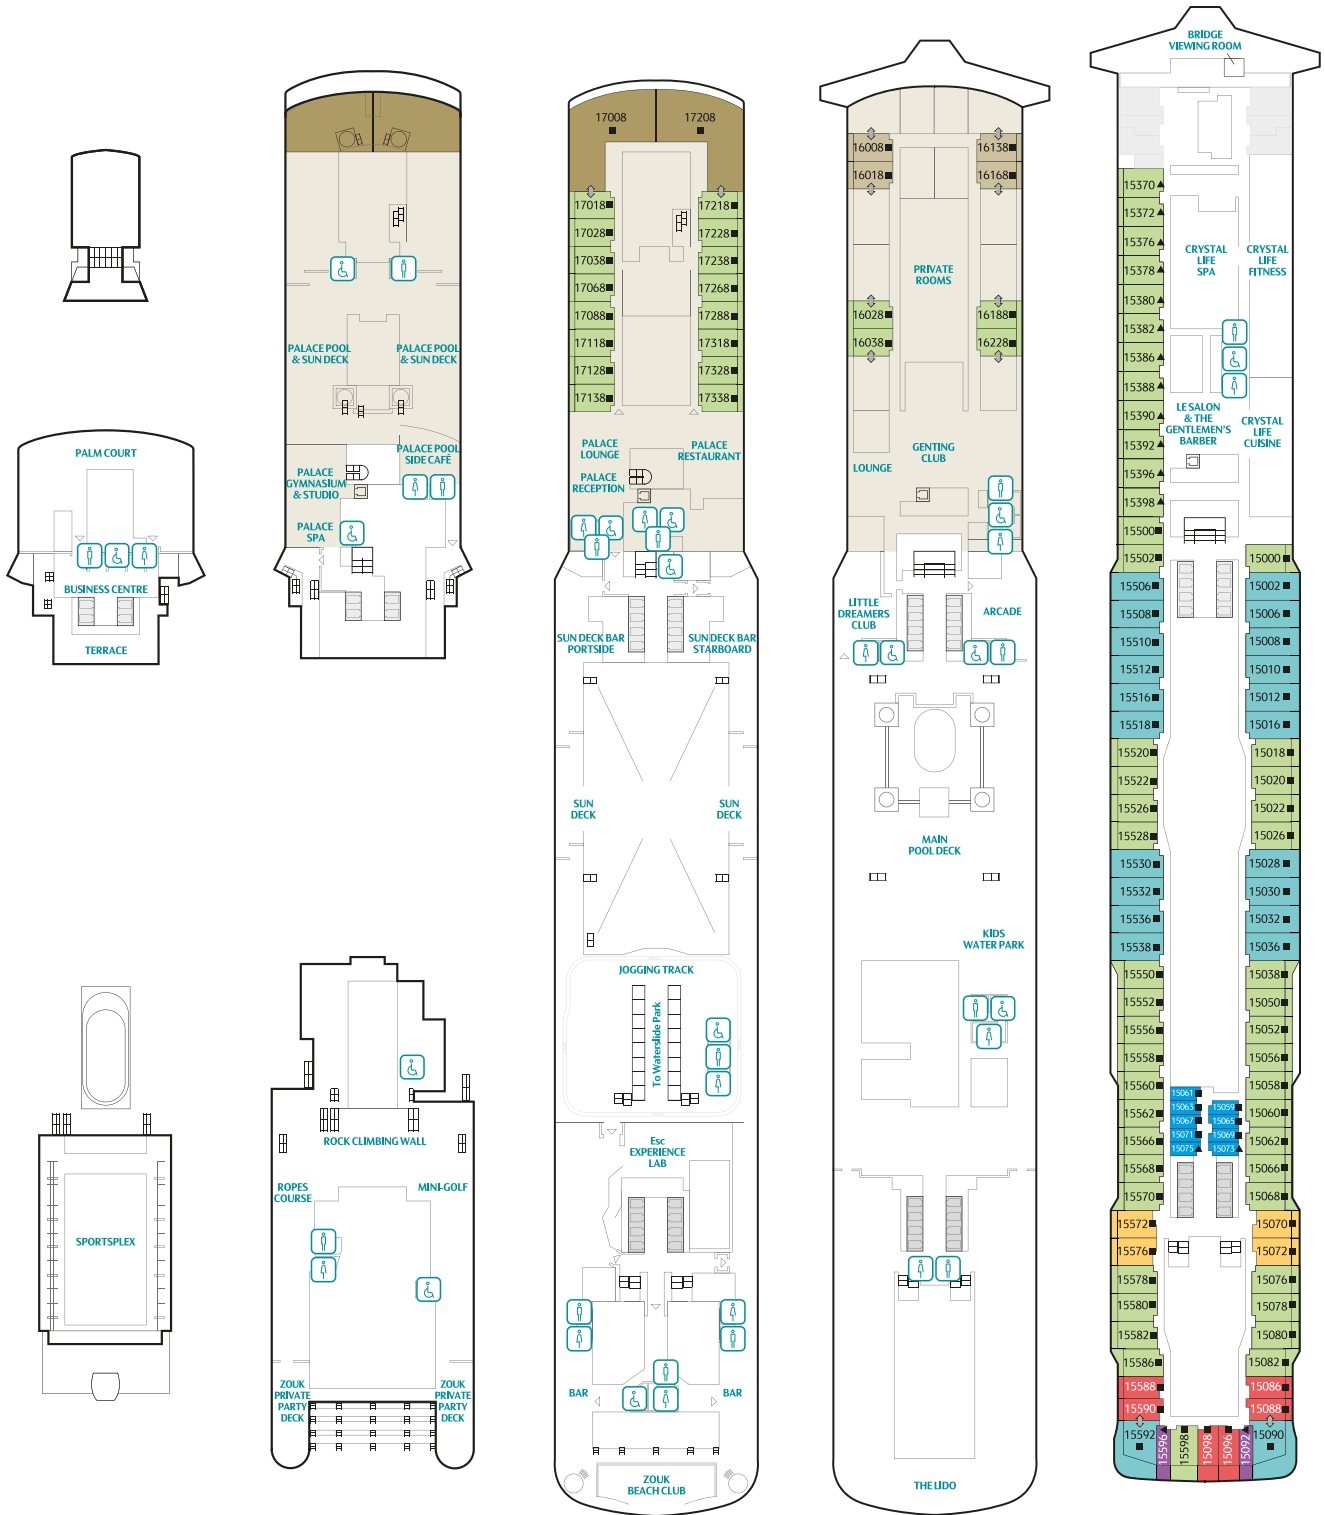 PALM COURT
BUSINESS CENTRE
TERRACE
SPORTSPLEX
PALACE POOL
& SUN DECK
PALACE POOL
& SUN DECK
PALACE POOL
SIDE CAFÉ
PALACE
GYMNASIUM
& STUDIO
PALACE
SPA
ROCK CLIMBING WALL
ROPES
COURSE
MINI-GOLF
ZOUK
PRIVATE
PARTY
DECK
ZOUK
PRIVATE
PARTY
DECK
17008
17208
17018
17028
17038
17068
17088
17118
17128
17138
17218
17228
17238
17268
17288
17318
17328
17338
PALACE
LOUNGE
PALACE
RESTAURANT
PALACE
RECEPTION
SUN DECK BAR
PORTSIDE
SUN DECK BAR
STARBOARD
SUN
DECK
SUN
DECK
JOGGING TRACK
To Waterslide Park
Esc
EXPERIENCE
LAB
BAR
BAR
ZOUK
BEACH CLUB
16008
16018
16138
16168
PRIVATE
ROOMS
16028
16038
16188
16228
GENTING
CLUB
LOUNGE
LITTLE
DREAMERS
CLUB
ARCADE
MAIN
POOL DECK
KIDS
WATER PARK
THE LIDO
BRIDGE
VIEWING ROOM
CRYSTAL
LIFE
SPA
CRYSTAL
LIFE
FITNESS
LE SALON
& THE
GENTLEMEN'S
BARBER
CRYSTAL
LIFE
CUISINE
15370
15372
15376
15378
15380
15382
15386
15388
15390
15392
15396
15398
15500
15502
15506
15508
15510
15512
15516
15518
15520
15522
15526
15528
15530
15532
15536
15538
15550
15552
15556
15558
15560
15562
15566
15568
15570
15572
15576
15578
15580
15582
15586
15588
15590
15592
15000
15002
15006
15008
15010
15012
15016
15018
15020
15022
15026
15028
15030
15032
15036
15038
15050
15052
15056
15058
15060
15062
15066
15068
15070
15072
15076
15078
15080
15082
15086
15088
15090
15061
15063
15067
15071
15075
15059
15065
15069
15073
15596
15598
15098
15096
15092